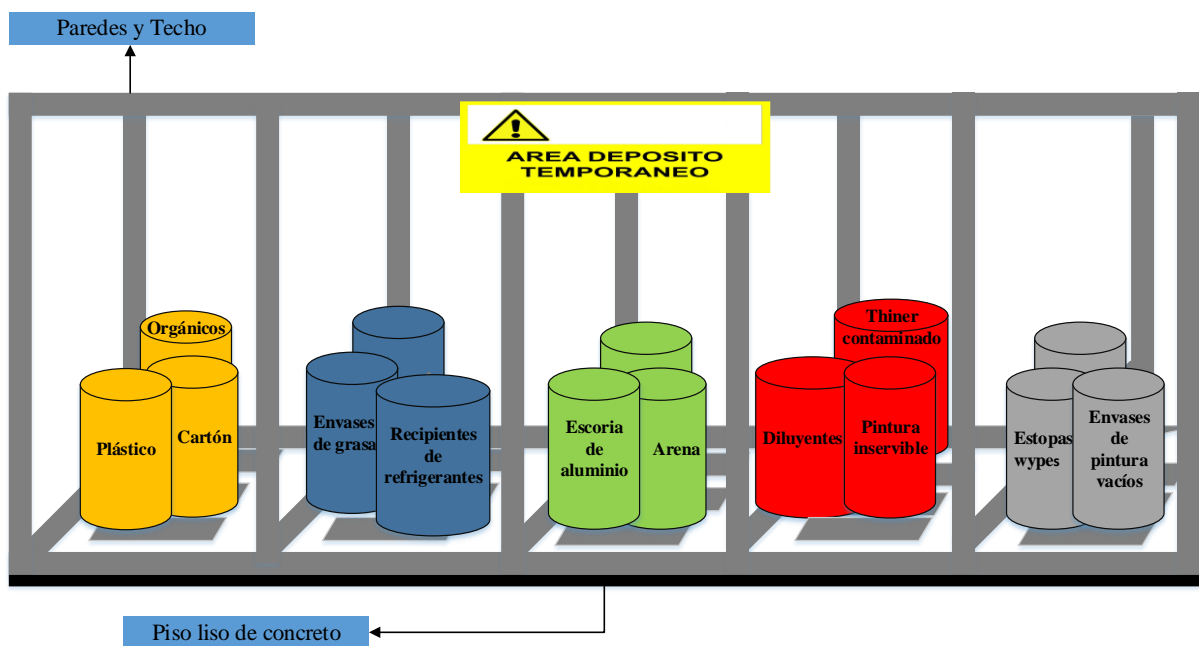 Paredes y Techo
AREA DEPOSITO
TEMPORANEO
Orgánicos
Plástico
Cartón
Envases
de grasa
Recipientes
de
refrigerantes
Escoria
de
aluminio
Arena
Thiner
contaminado
Diluyentes
Pintura
inservible
Estopas
wypes
Envases
de
pintura
vacíos
Piso liso de concreto